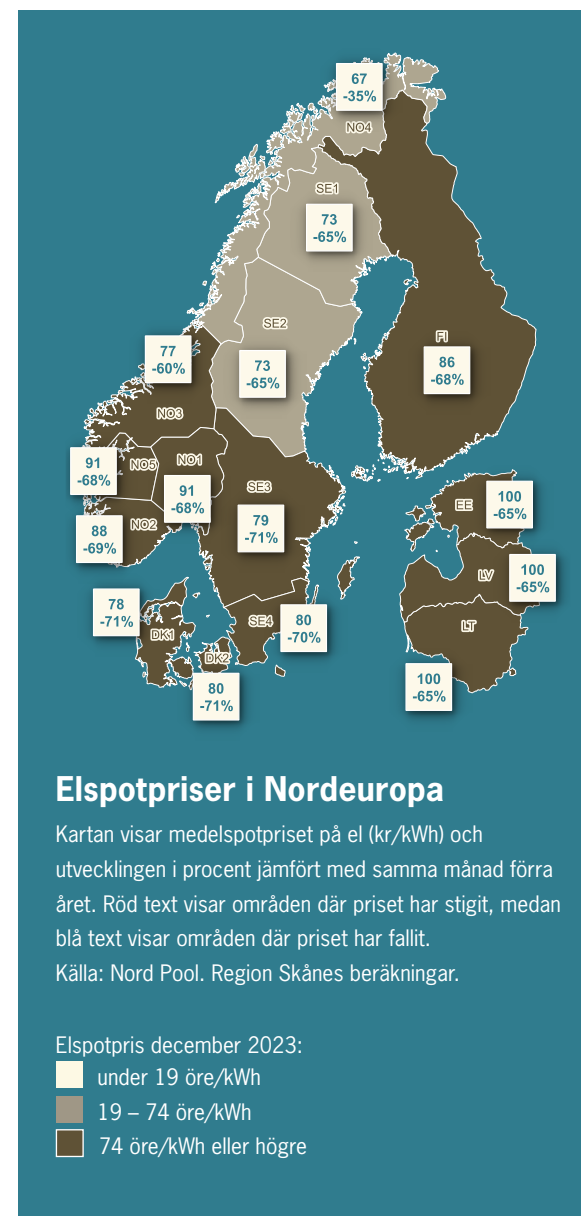 67
-35%
NO4
SE1
73
-65%
SE2
73
-65%
FI
86
-68%
77
-60%
NO3
91
-68%
NO5
NO1
91
-68%
88
-69%
NO2
SE3
79
-71%
EE
100
-65%
LV
100
-65%
LT
100
-65%
78
-71%
DK1
SE4
80
-70%
DK2
80
-71%
Elspotpriser i Nordeuropa
Kartan visar medelspotpriset på el (kr/kWh) och
utvecklingen i procent jämfört med samma månad förra
året. Röd text visar områden där priset har stigit, medan
blå text visar områden där priset har fallit.
Källa: Nord Pool. Region Skånes beräkningar.
Elspotpris december 2023:
under 19 öre/kWh
19 – 74 öre/kWh
74 öre/kWh eller högre